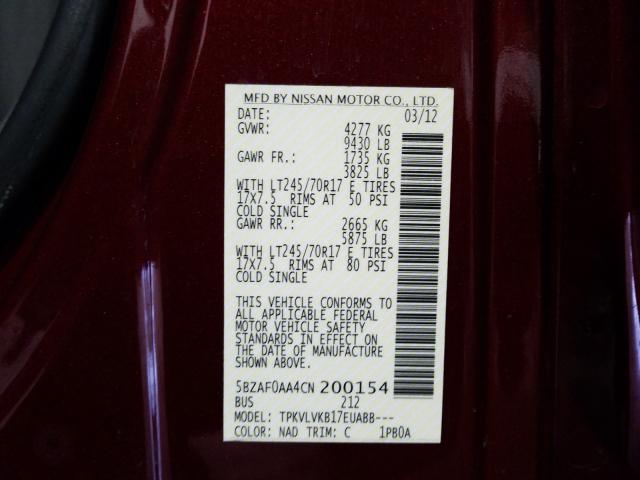 MFD BY NISSAN MOTOR CO., LTD.
DATE: 03/12
GVWR: 4277 KG
9430 LB
GAWR FR.: 1735 KG
3825 LB
WITH LT245/70R17 E TIRES
17X7.5 RIMS AT 50 PSI
COLD SINGLE
GAWR RR.: 2665 KG
5875 LB
WITH LT245/70R17 E TIRES
17X7.5 RIMS AT 80 PSI
COLD SINGLE
THIS VEHICLE CONFORMS TO
ALL APPLICABLE FEDERAL
MOTOR VEHICLE SAFETY
STANDARDS IN EFFECT ON
THE DATE OF MANUFACTURE
SHOWN ABOVE.
5BZAF0AA4CN 200154
BUS 212
MODEL: TPKVLVKB17EUABB---
COLOR: NAD TRIM: C 1PB0A